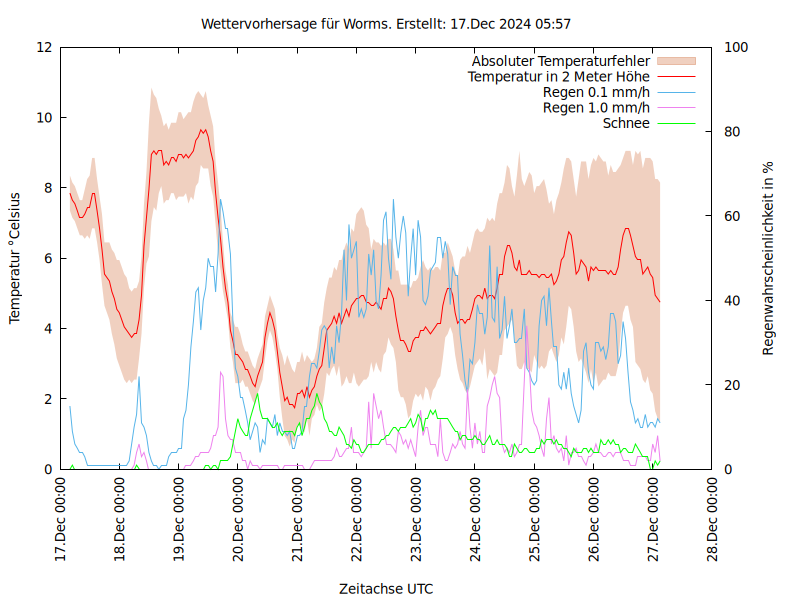 Wettervorhersage für Worms. Erstellt: 17.Dec 2024 05:57
12
10
8
6
4
2
0
100
80
60
40
20
0
Temperatur °Celsius
Regenwahrscheinlichkeit in %
Absoluter Temperaturfehler
Temperatur in 2 Meter Höhe
Regen 0.1 mm/h
Regen 1.0 mm/h
Schnee
17.Dec 00:00
18.Dec 00:00
19.Dec 00:00
20.Dec 00:00
21.Dec 00:00
22.Dec 00:00
23.Dec 00:00
24.Dec 00:00
25.Dec 00:00
26.Dec 00:00
27.Dec 00:00
28.Dec 00:00
Zeitachse UTC